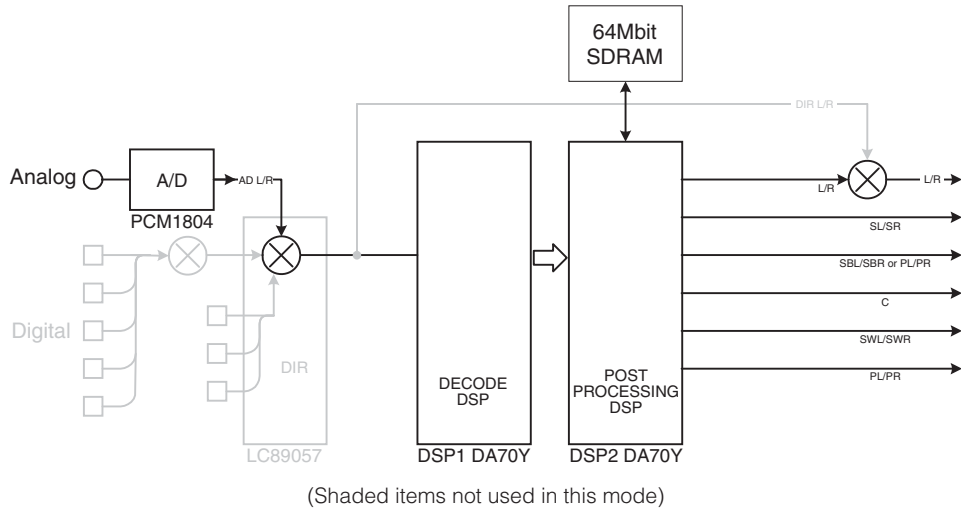 64Mbit
SDRAM
DIR L/R
Analog
A/D
AD L/R
PCM1804
L/R
L/R
SL/SR
SBL/SBR or PL/PR
C
SWL/SWR
PL/PR
Digital
DIR
DECODE
DSP
POST
PROCESSING
DSP
LC89057
DSP1 DA70Y
DSP2 DA70Y
(Shaded items not used in this mode)